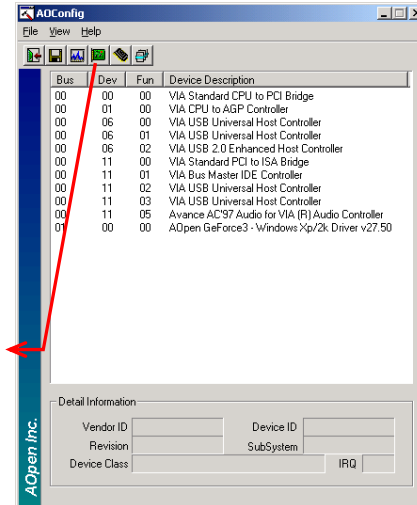 AOConfig
File View Help
Bus Dev Fun Device Description
00 00 00 VIA Standard CPU to PCI Bridge
00 01 00 VIA CPU to AGP Controller
00 06 00 VIA USB Universal Host Controller
00 06 01 VIA USB Universal Host Controller
00 06 02 VIA USB 2.0 Enhanced Host Controller
00 11 00 VIA Standard PCI to ISA Bridge
00 11 01 VIA Bus Master IDE Controller
00 11 02 VIA USB Universal Host Controller
00 11 03 VIA USB Universal Host Controller
00 11 05 Avance AC'97 Audio for VIA (R) Audio Controller
01 00 00 AOpen GeForce3 - Windows Xp/2k Driver v27.50
Detail Information
Vendor ID Device ID
Revision SubSystem
Device Class IRQ
AOpen Inc.